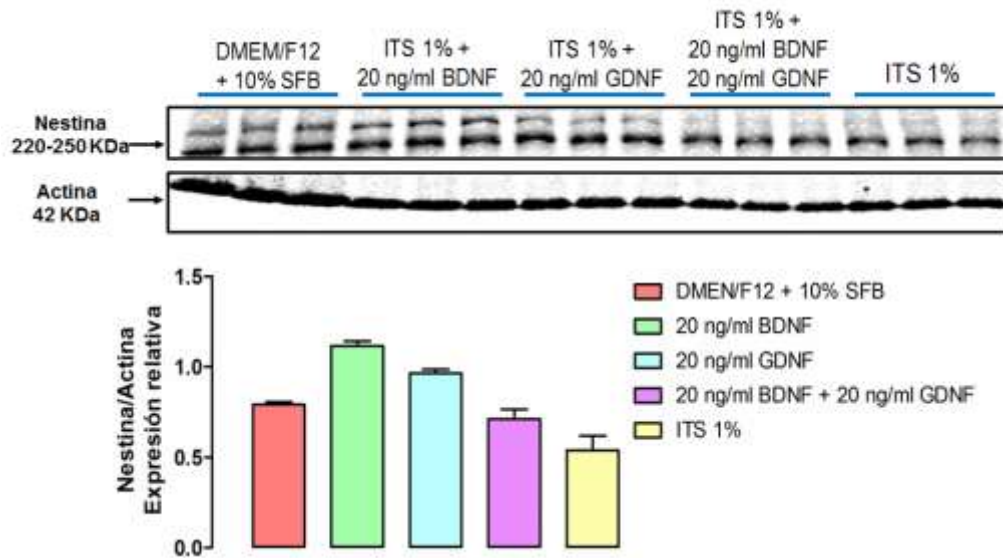 DMEM/F12
+ 10% SFB
ITS 1% +
20 ng/ml BDNF
ITS 1% +
20 ng/ml GDNF
ITS 1% +
20 ng/ml BDNF
20 ng/ml GDNF
ITS 1%
Nestina
220-250 KDa
Actina
42 KDa
Nestina/Actina
Expresión relativa
1.5
1.0
0.5
0.0
DMEN/F12 + 10% SFB
20 ng/ml BDNF
20 ng/ml GDNF
20 ng/ml BDNF + 20 ng/ml GDNF
ITS 1%